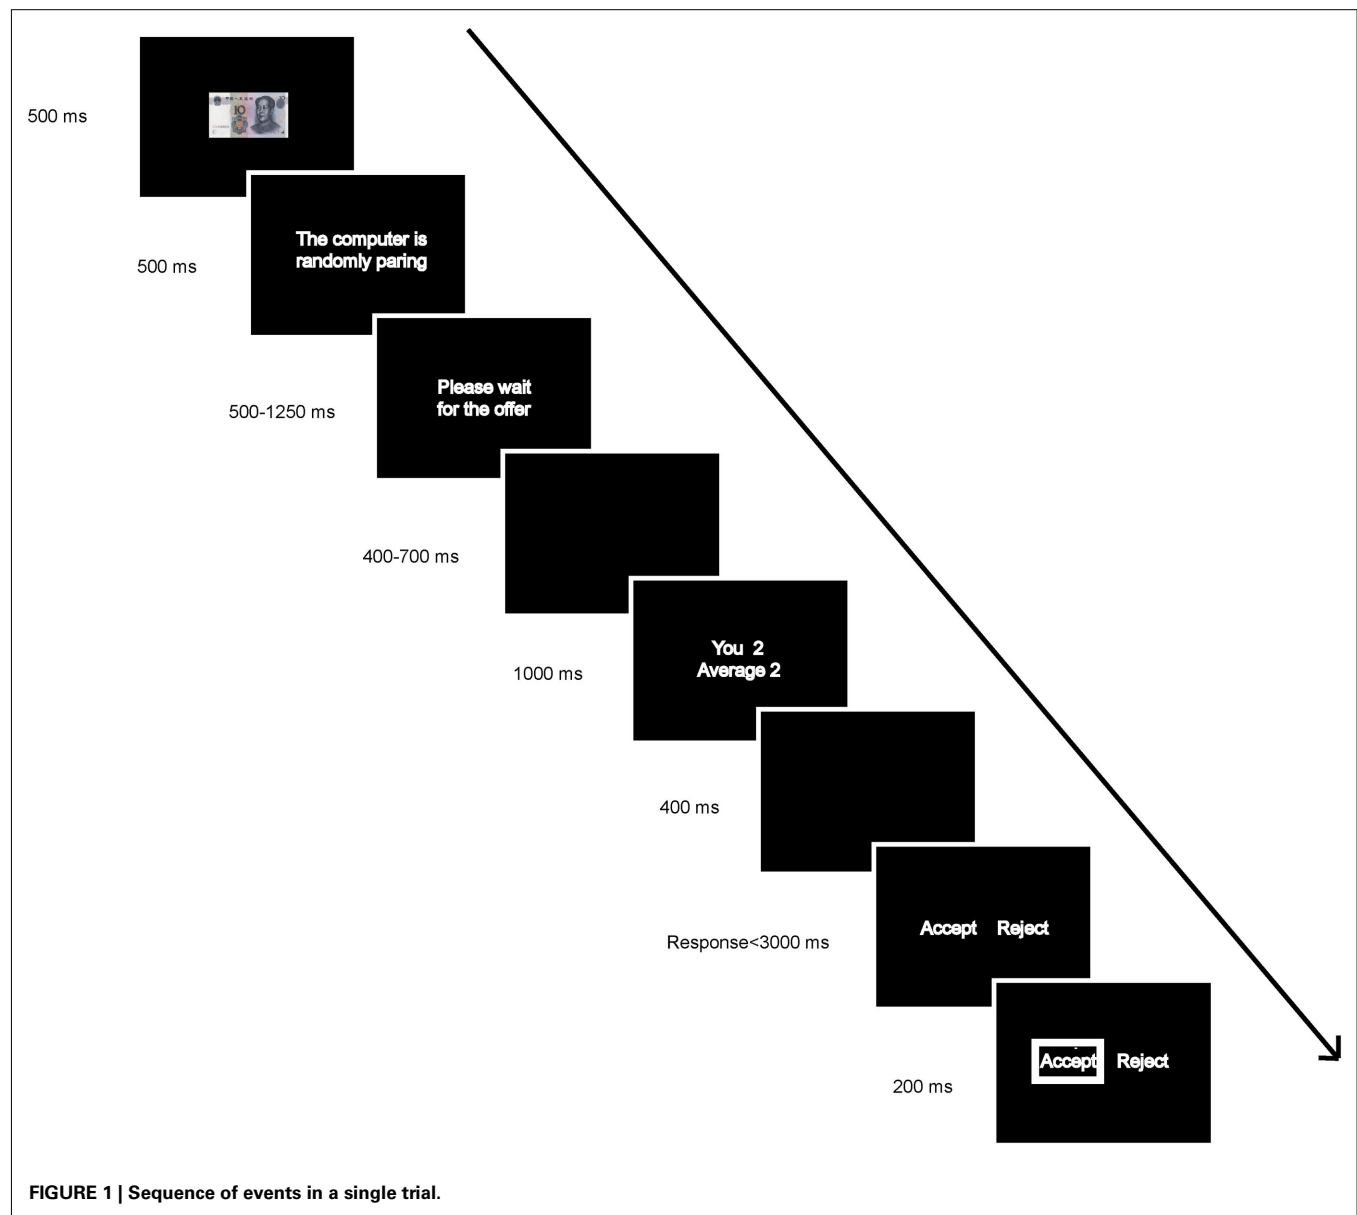 500 ms
10
500 ms
The computer is
randomly paring
500-1250 ms
Please wait
for the offer
400-700 ms
1000 ms
You 2
Average 2
400 ms
Response<3000 ms
Accept Reject
200 ms
Accept Reject
FIGURE 1 | Sequence of events in a single trial.